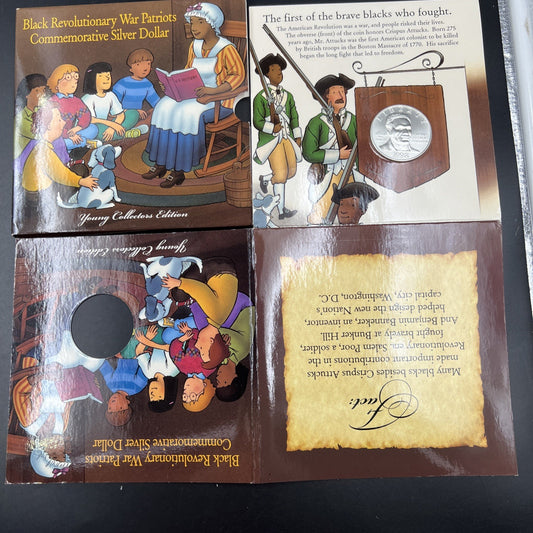 Black Revolutionary War Patriots
Commemorative Silver Dollar
Young Collectors Edition
The first of the brave blacks who fought.
The American Revolution was a war, and people risked their lives.
The obverse (front) of the coin honors Crispus Attucks. Born 275
years ago, Mr. Attucks was the first American colonist to be killed
by British troops in the Boston Massacre of 1770. His sacrifice
began the long fight that led to freedom.
Young Collectors Edition
Black Revolutionary War Patriots
Commemorative Silver Dollar
Fact:
Many blacks besides Crispus Attucks
made important contributions in the
Revolutionary era. Salem Poor, a soldier,
fought bravely at Bunker Hill.
And Benjamin Banneker, an inventor,
helped design the new Nation's
capital city, Washington, D.C.